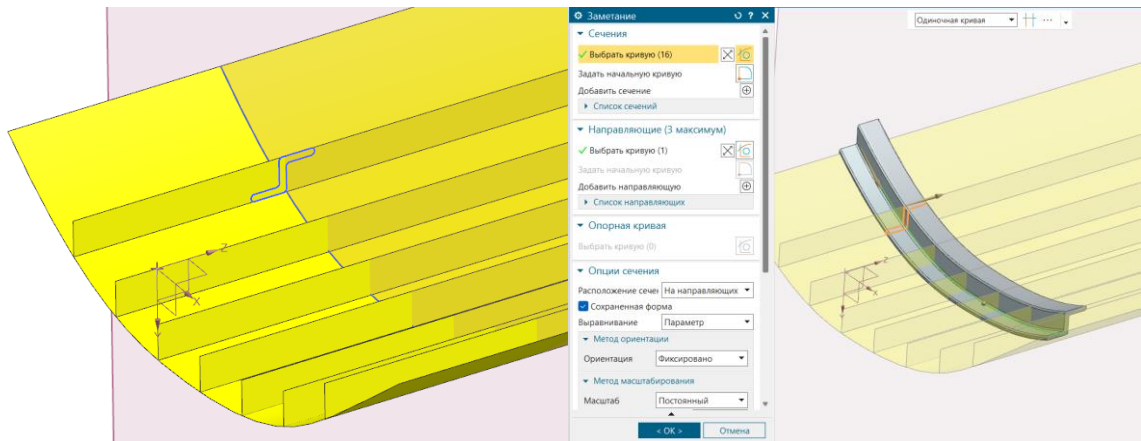 Z
X
Y
Заметание
Сечения
Выбрать кривую (16)
Задать начальную кривую
Добавить сечение
Список сечений
Направляющие (3 максимум)
Выбрать кривую (1)
Задать начальную кривую
Добавить направляющую
Список направляющих
Опорная кривая
Выбрать кривую (0)
Опции сечения
Расположение сечен На направляющих
Сохраненная форма
Выравнивание Параметр
Метод ориентации
Ориентация Фиксировано
Метод масштабирования
Масштаб Постоянный
< ОК > Отмена
Одиночная кривая
Z
X
Y